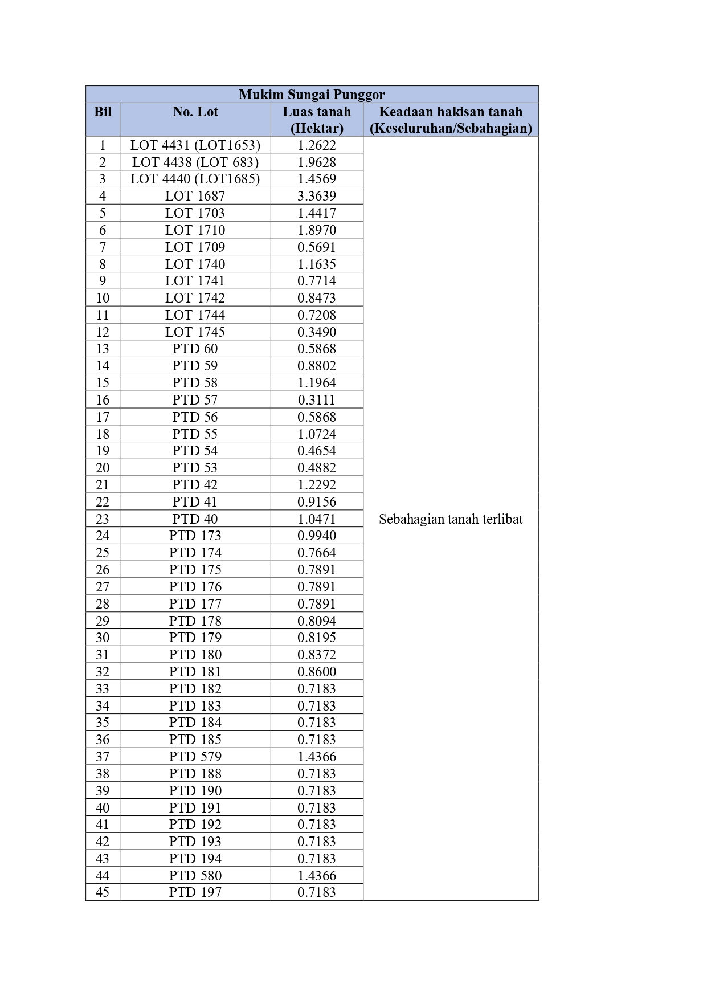 Mukim Sungai Punggor
Bil No. Lot Luas tanah (Hektar) Keadaan hakisan tanah (Keseluruhan/Sebahagian)
1 LOT 4431 (LOT1653) 1.2622
2 LOT 4438 (LOT 683) 1.9628
3 LOT 4440 (LOT1685) 1.4569
4 LOT 1687 3.3639
5 LOT 1703 1.4417
6 LOT 1710 1.8970
7 LOT 1709 0.5691
8 LOT 1740 1.1635
9 LOT 1741 0.7714
10 LOT 1742 0.8473
11 LOT 1744 0.7208
12 LOT 1745 0.3490
13 PTD 60 0.5868
14 PTD 59 0.8802
15 PTD 58 1.1964
16 PTD 57 0.3111
17 PTD 56 0.5868
18 PTD 55 1.0724
19 PTD 54 0.4654
20 PTD 53 0.4882
21 PTD 42 1.2292
22 PTD 41 0.9156
23 PTD 40 1.0471 Sebahagian tanah terlibat
24 PTD 173 0.9940
25 PTD 174 0.7664
26 PTD 175 0.7891
27 PTD 176 0.7891
28 PTD 177 0.7891
29 PTD 178 0.8094
30 PTD 179 0.8195
31 PTD 180 0.8372
32 PTD 181 0.8600
33 PTD 182 0.7183
34 PTD 183 0.7183
35 PTD 184 0.7183
36 PTD 185 0.7183
37 PTD 579 1.4366
38 PTD 188 0.7183
39 PTD 190 0.7183
40 PTD 191 0.7183
41 PTD 192 0.7183
42 PTD 193 0.7183
43 PTD 194 0.7183
44 PTD 580 1.4366
45 PTD 197 0.7183